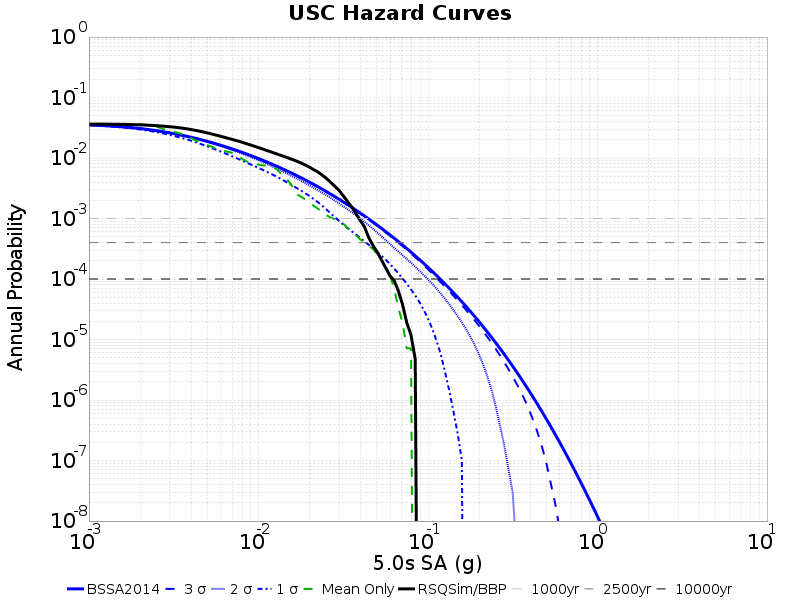 USC Hazard Curves
10^0
10^-1
10^-2
10^-3
10^-4
10^-5
10^-6
10^-7
10^-8
Annual Probability
10^-3 10^-2 10^-1 10^0 10^1
5.0s SA (g)
BSSA2014 3 σ 2 σ 1 σ Mean Only RSQSim/BBP 1000yr 2500yr 10000yr